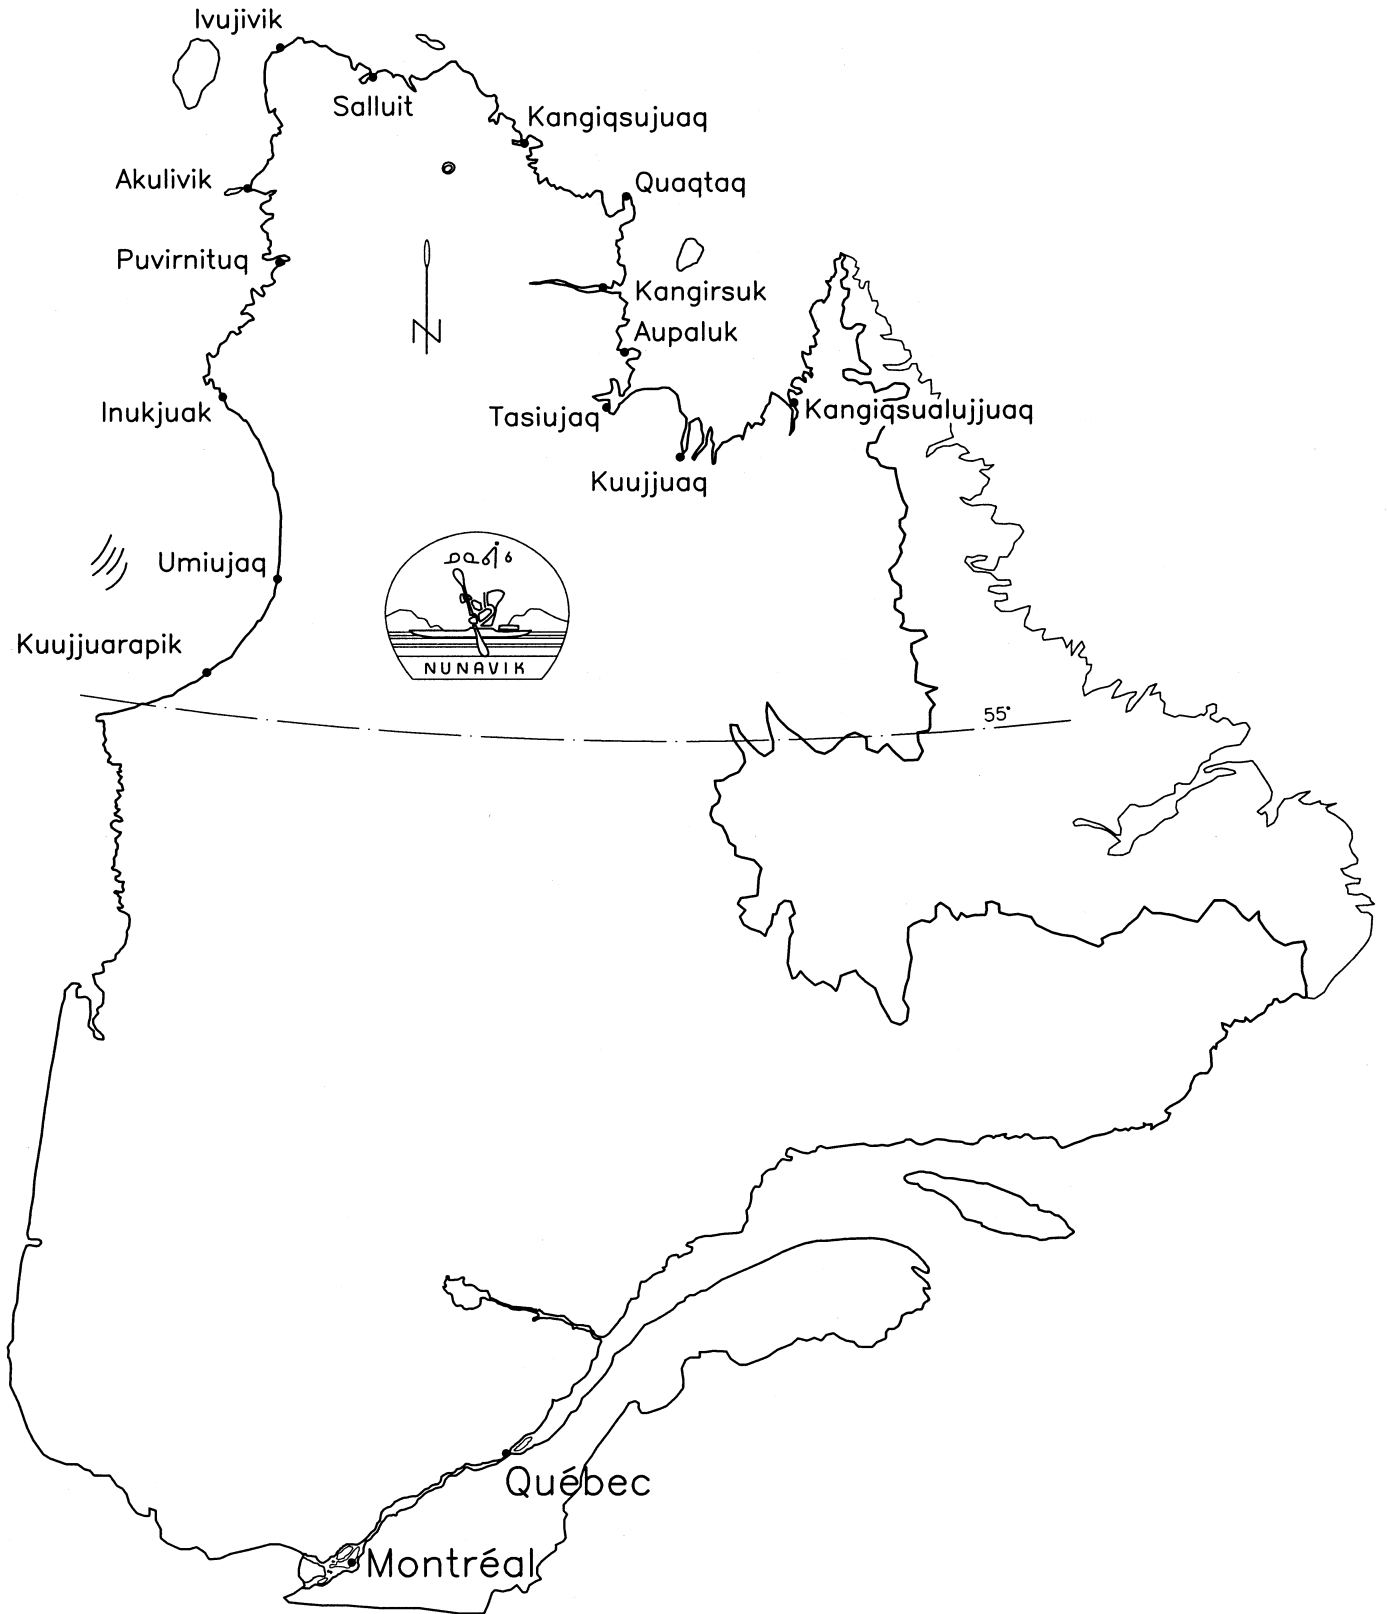 Ivujivik
Salluit
Kangiqsujuaq
Akulivik
Quaqtaq
Puvirnituq
Kangirsuk
Aupaluk
N
Inukjuak
Tasiujaq
Kangiqsualujjuaq
Kuujjuaq
Umiujaq
NUNAVIK
Kuujjuarapik
55°
Québec
Montréal